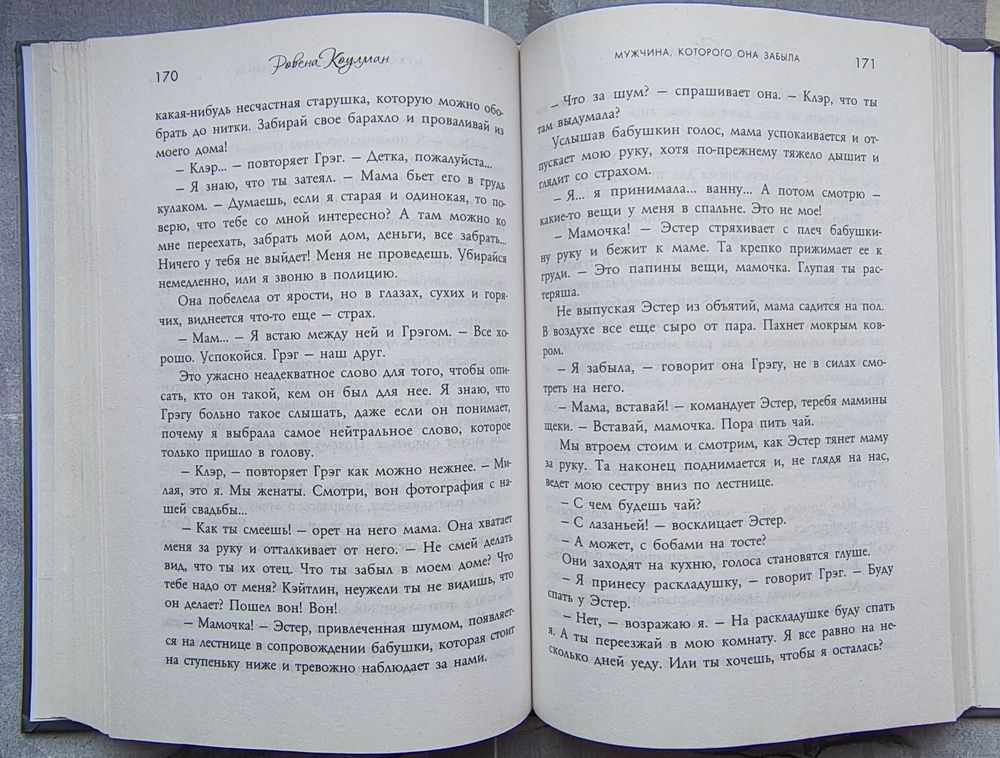 170
Ровена Коулман
какая-нибудь несчастная старушка, которую можно обо-
брать до нитки. Забирай свое барахло и проваливай из
моего дома!
— Клэр... — повторяет Грэг. — Детка, пожалуйста...
— Я знаю, что ты затеял. — Мама бьет его в грудь
кулаком. — Думаешь, если я старая и одинокая, то по-
верю, что тебе со мной интересно? А там можно ко
мне переехать, забрать мой дом, деньги, все забрать...
Ничего у тебя не выйдет! Меня не проведешь. Убирайся
немедленно, или я звоню в полицию.
Она побелела от ярости, но в глазах, сухих и горя-
чих, виднеется что-то еще — страх.
— Мам... — Я встаю между ней и Грэгом. — Все хо-
рошо. Успокойся. Грэг — наш друг.
Это ужасно неадекватное слово для того, чтобы опи-
сать, кто он такой, кем он был для нее. Я знаю, что
Грэгу больно такое слышать, даже если он понимает,
почему я выбрала самое нейтральное слово, которое
только пришло в голову.
— Клэр, — повторяет Грэг как можно нежнее. — Ми-
лая, это я. Мы женаты. Смотри, вон фотография с на-
шей свадьбы...
— Как ты смеешь! — орет на него мама. Она хватает
меня за руку и отталкивает от него. — Не смей делать
вид, что ты их отец. Что ты забыл в моем доме? Что
тебе надо от меня? Кэйтлин, неужели ты не видишь, что
он делает? Пошел вон! Вон!
— Мамочка! — Эстер, привлеченная шумом, появляет-
ся на лестнице в сопровождении бабушки, которая стоит
на ступеньку ниже и тревожно наблюдает за нами.
МУЖЧИНА, КОТОРОГО ОНА ЗАБЫЛА
171
— Что за шум? — спрашивает она. — Клэр, что ты
там выдумала?
Услышав бабушкин голос, мама успокаивается и от-
пускает мою руку, хотя по-прежнему тяжело дышит и
глядит со страхом.
— Я... я принимала... ванну... А потом смотрю —
какие-то вещи у меня в спальне. Это не мое!
— Мамочка! — Эстер стряхивает с плеч бабушки-
ну руку и бежит к маме. Та крепко прижимает ее к
груди. — Это папины вещи, мамочка. Глупая ты рас-
теряша.
Не выпуская Эстер из объятий, мама садится на пол.
В воздухе все еще сыро от пара. Пахнет мокрым ков-
ром.
— Я забыла, — говорит она Грэгу, не в силах смо-
треть на него.
— Мама, вставай! — командует Эстер, теребя мамины
щеки. — Вставай, мамочка. Пора пить чай.
Мы втроем стоим и смотрим, как Эстер тянет маму
за руку. Та наконец поднимается и, не глядя на нас,
ведет мою сестру вниз по лестнице.
— С чем будешь чай?
— С лазаньей! — восклицает Эстер.
— А может, с бобами на тосте?
Они заходят на кухню, голоса становятся глуше.
— Я принесу раскладушку, — говорит Грэг. — Буду
спать у Эстер.
— Нет, — возражаю я. — На раскладушке буду спать
я. А ты переезжай в мою комнату. Я все равно на не-
сколько дней уеду. Или ты хочешь, чтобы я осталась?